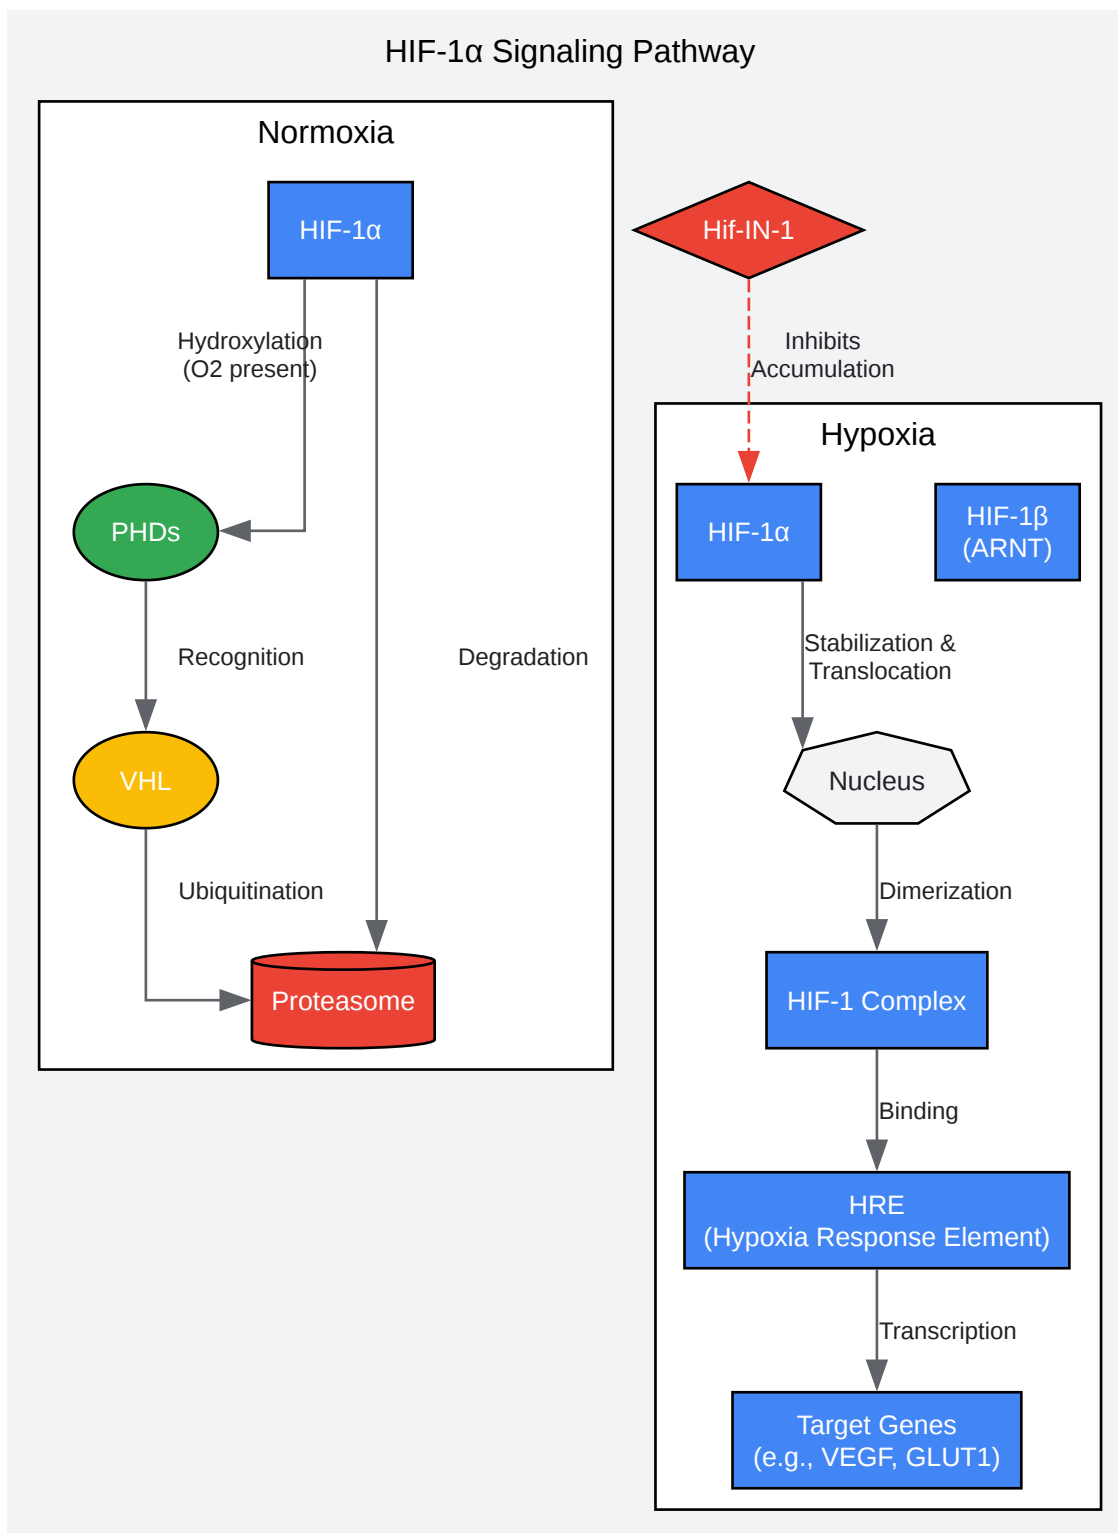 HIF-1α Signaling Pathway
Normoxia
HIF-1α
Hydroxylation
(O2 present)
PHDs
Recognition
Degradation
VHL
Ubiquitination
Proteasome
Hif-IN-1
Inhibits
Accumulation
Hypoxia
HIF-1α
HIF-1β
(ARNT)
Stabilization &
Translocation
Nucleus
Dimerization
HIF-1 Complex
Binding
HRE
(Hypoxia Response Element)
Transcription
Target Genes
(e.g., VEGF, GLUT1)